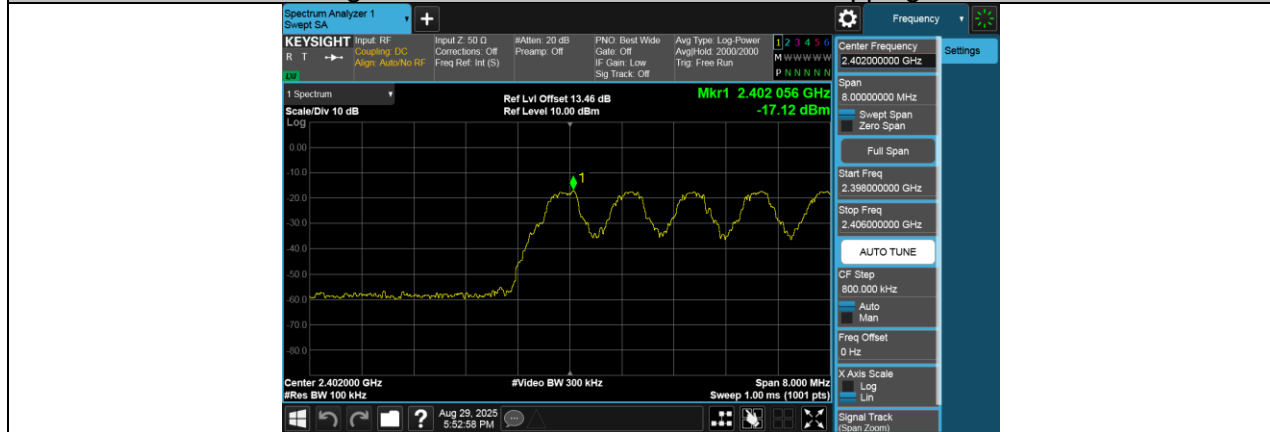 Spectrum Analyzer 1
Swept SA
+
Frequency
KEYSIGHT
R T
LXI
Input: RF
Coupling: DC
Align: Auto/No RF
Input Z: 50 Ω
Corrections: Off
Freq Ref: Int (S)
#Atten: 20 dB
Preamp: Off
PNO: Best Wide
Gate: Off
IF Gain: Low
Sig Track: Off
Avg Type: Log-Power
Avg|Hold: 2000/2000
Trig: Free Run
1 2 3 4 5 6
M W W W W W
P N N N N N
1 Spectrum
Scale/Div 10 dB
Log
Ref Lvl Offset 13.46 dB
Ref Level 10.00 dBm
Mkr1 2.402 056 GHz
-17.12 dBm
0.00
-10.0
-20.0
-30.0
-40.0
-50.0
-60.0
-70.0
-80.0
1
Center 2.402000 GHz
#Res BW 100 kHz
#Video BW 300 kHz
Span 8.000 MHz
Sweep 1.00 ms (1001 pts)
Center Frequency
2.402000000 GHz
Settings
Span
8.00000000 MHz
Swept Span
Zero Span
Full Span
Start Freq
2.398000000 GHz
Stop Freq
2.406000000 GHz
AUTO TUNE
CF Step
800.000 kHz
Auto
Man
Freq Offset
0 Hz
X Axis Scale
Log
Lin
Signal Track
(Span Zoom)
?
Aug 29, 2025
5:52:58 PM